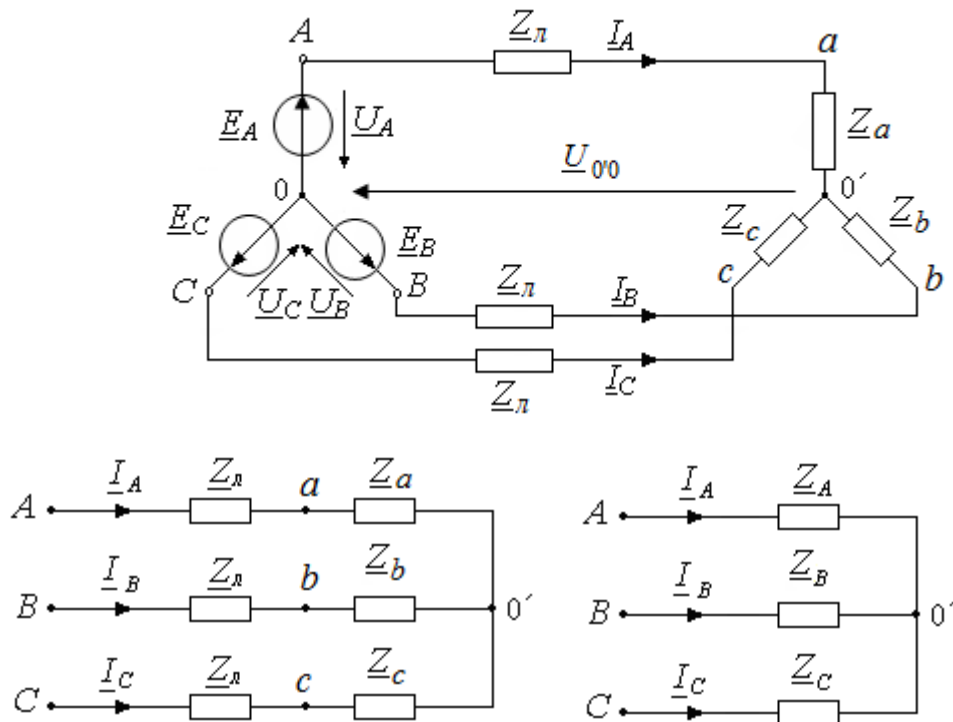 A Z_л I_A a
E_A U_A Z_a
U_0'0
0 0′
E_C E_B Z_c Z_b
C U_C U_B B Z_л I_B c b
I_C
Z_л
I_A Z_л a Z_a
A
I_B Z_л b Z_b
B 0′
I_C Z_л c Z_c
C
I_A Z_A
A
I_B Z_B
B 0′
I_C Z_C
C